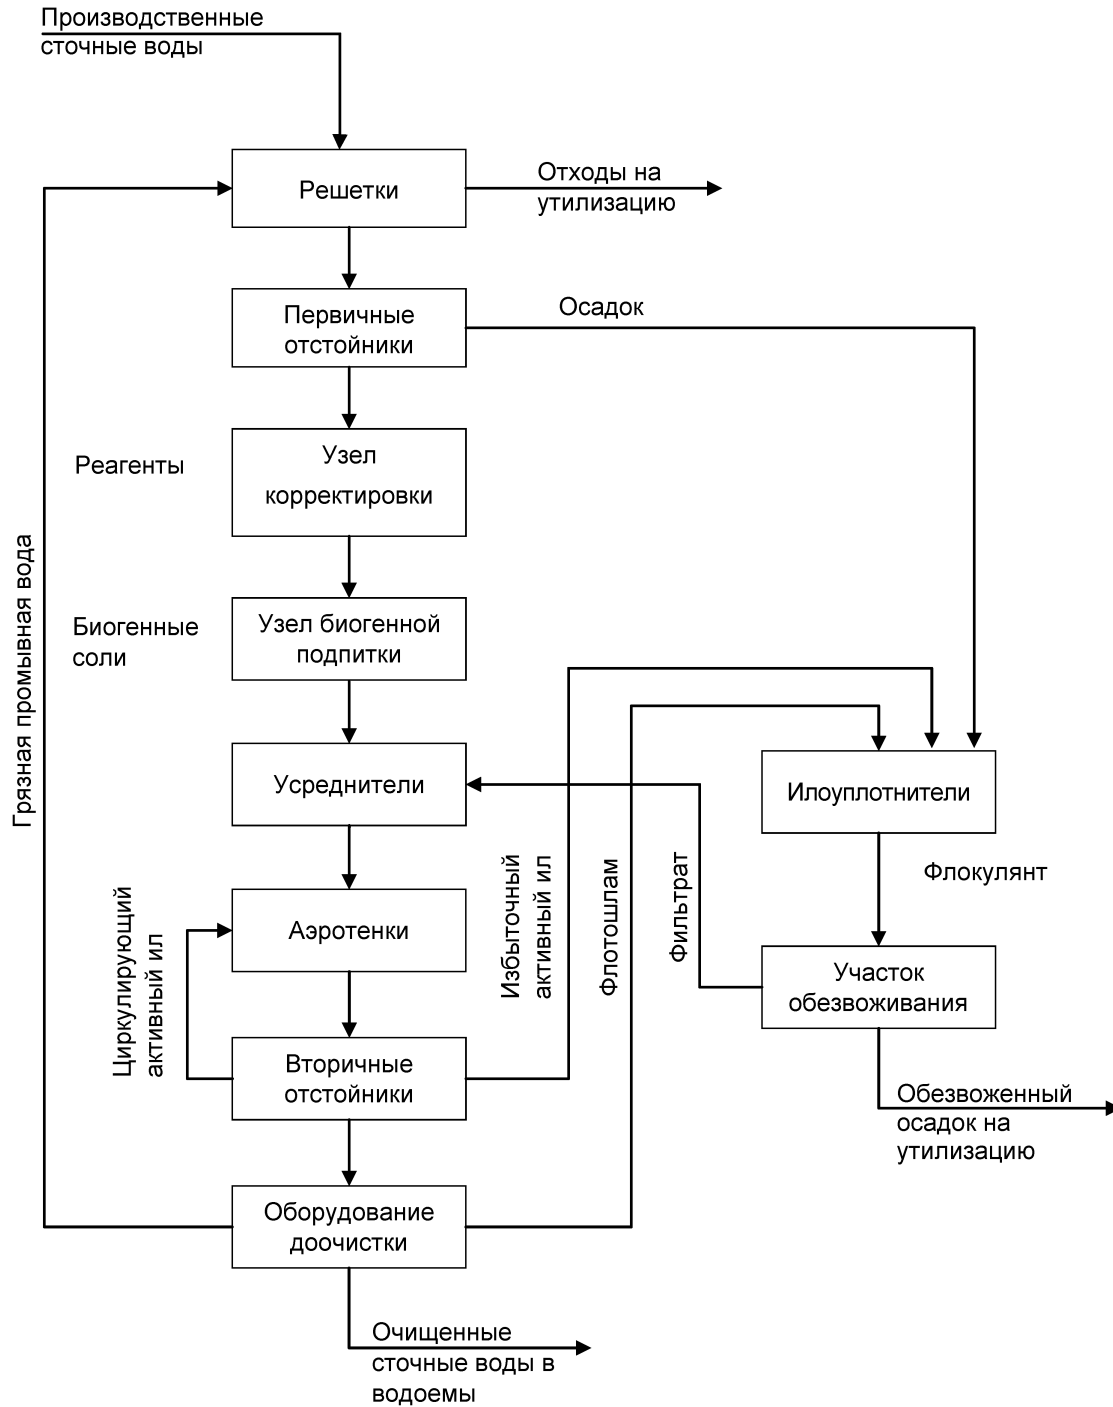 Производственные
сточные воды
Решетки
Отходы на
утилизацию
Первичные
отстойники
Осадок
Реагенты
Узел
корректировки
Грязная промывная вода
Биогенные
соли
Узел биогенной
подпитки
Усреднители
Илоуплотнители
Избыточный
активный ил
Флотошлам
Фильтрат
Флокулянт
Циркулирующий
активный ил
Аэротенки
Участок
обезвоживания
Вторичные
отстойники
Обезвоженный
осадок на
утилизацию
Оборудование
доочистки
Очищенные
сточные воды в
водоемы